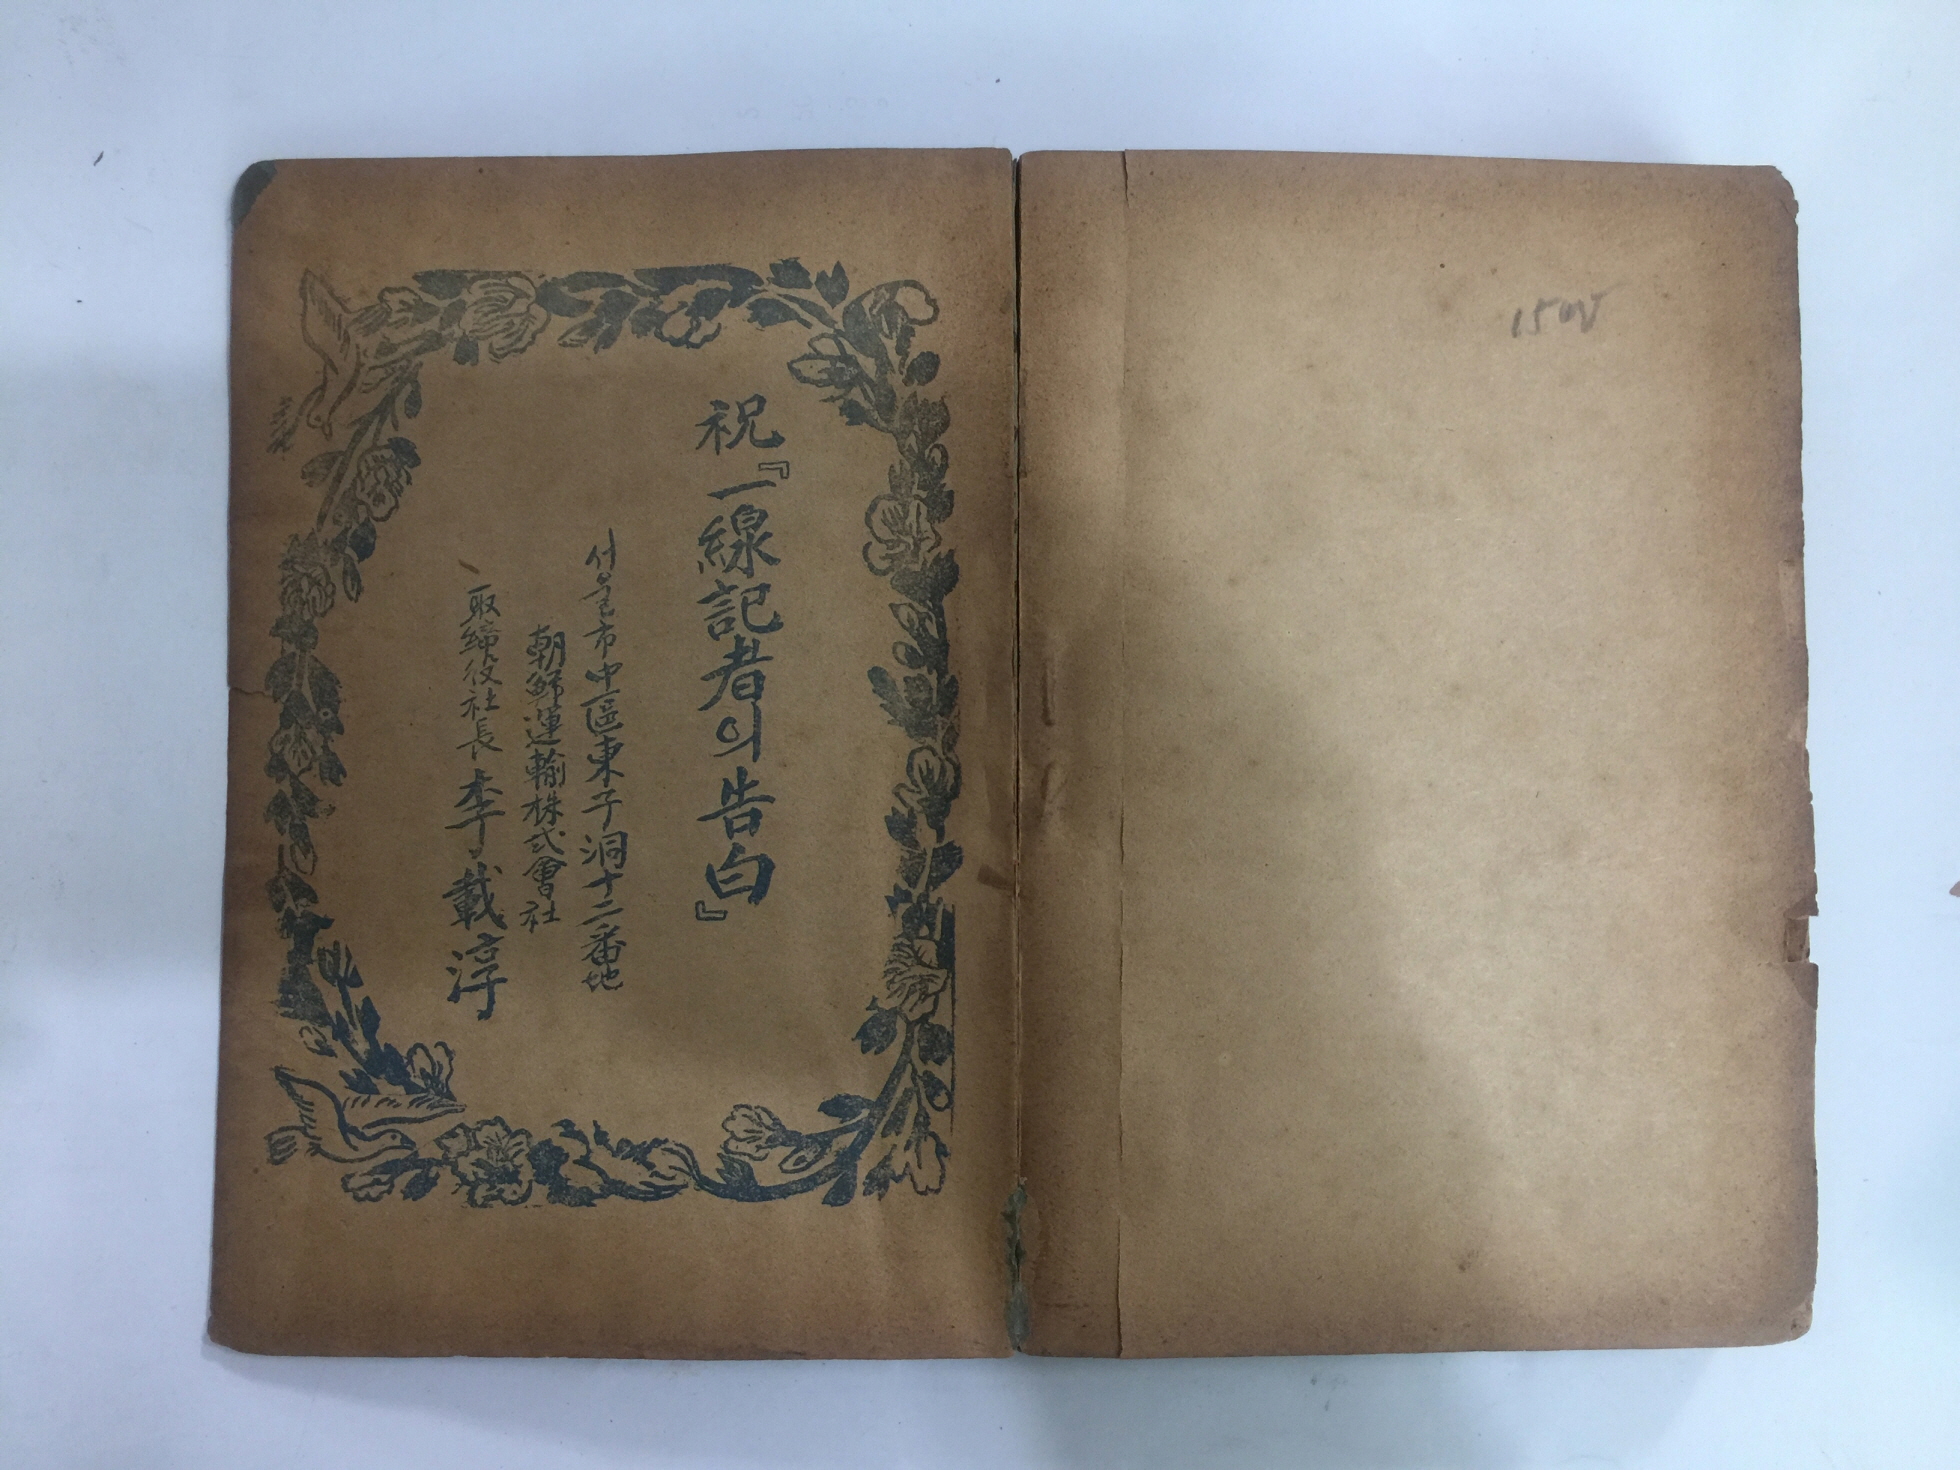 祝『一線記者의告白』
서울市中區東子洞十二番地
朝鮮運輸株式會社
取締役社長 李載淳